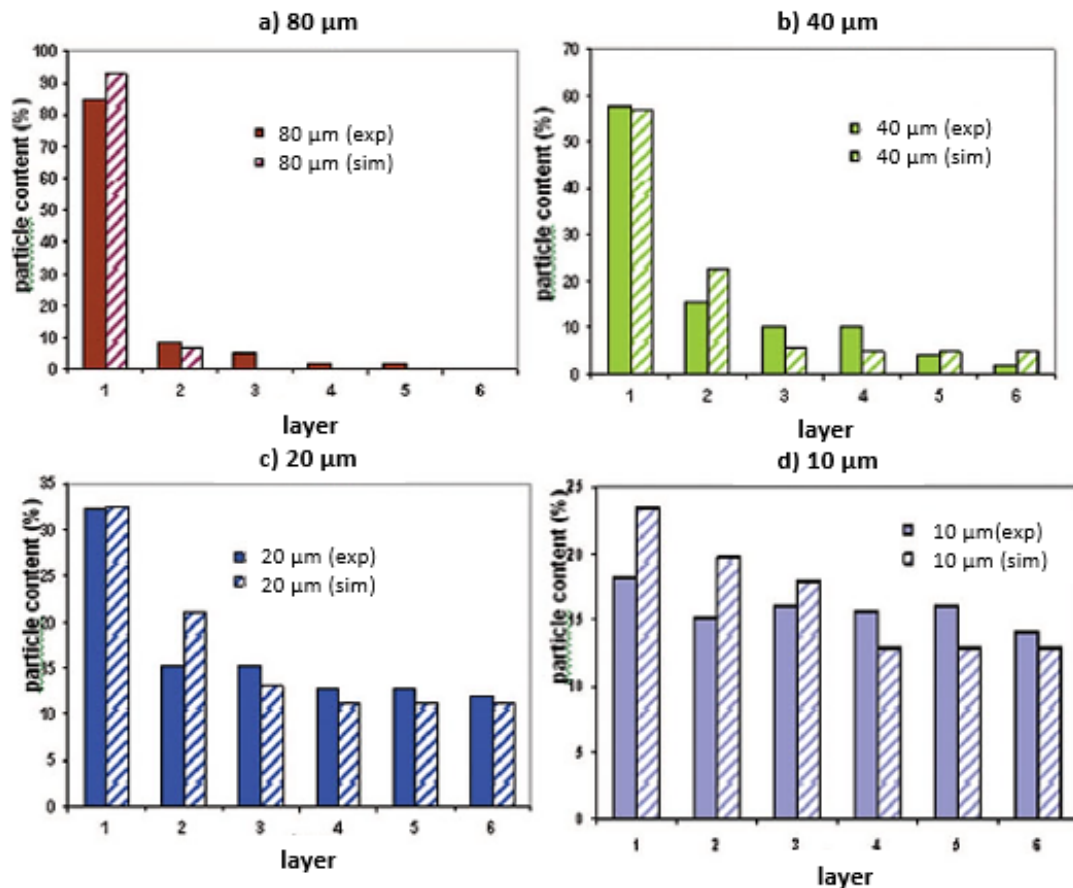 a) 80 µm
particle content (%)
100
90
80
70
60
50
40
30
20
10
0
80 µm (exp)
80 µm (sim)
1 2 3 4 5 6
layer
b) 40 µm
particle content (%)
70
60
50
40
30
20
10
0
40 µm (exp)
40 µm (sim)
1 2 3 4 5 6
layer
c) 20 µm
particle content (%)
35
30
25
20
15
10
5
0
20 µm (exp)
20 µm (sim)
1 2 3 4 5 6
layer
d) 10 µm
particle content (%)
25
20
15
10
5
0
10 µm(exp)
10 µm (sim)
1 2 3 4 5 6
layer